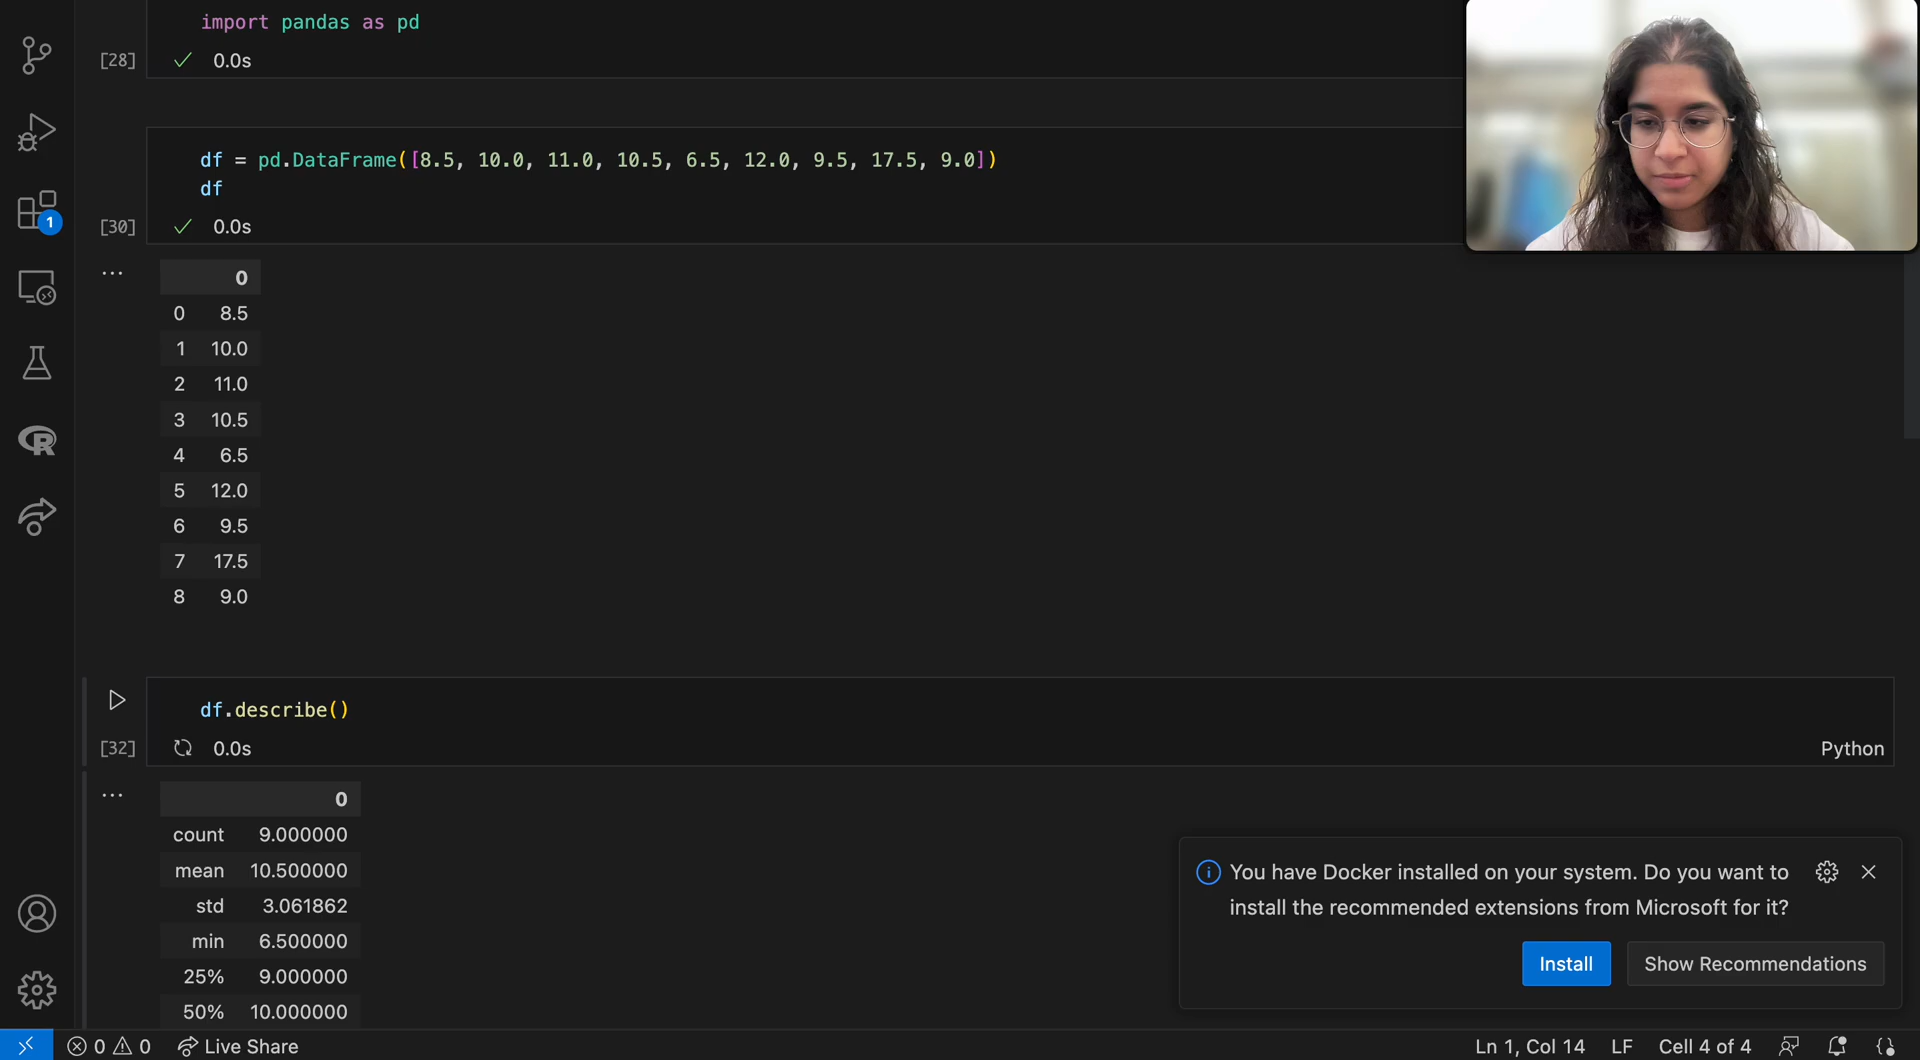 import pandas as pd
[28] 0.0s
df = pd.DataFrame([8.5, 10.0, 11.0, 10.5, 6.5, 12.0, 9.5, 17.5, 9.0])
df
[30] 0.0s
...
0
0 8.5
1 10.0
2 11.0
3 10.5
4 6.5
5 12.0
6 9.5
7 17.5
8 9.0
1
df.describe()
[32] 0.0s
Python
...
0
count 9.000000
mean 10.500000
std 3.061862
min 6.500000
25% 9.000000
50% 10.000000
You have Docker installed on your system. Do you want to
install the recommended extensions from Microsoft for it?
Install Show Recommendations
0 0 Live Share Ln 1, Col 14 LF Cell 4 of 4